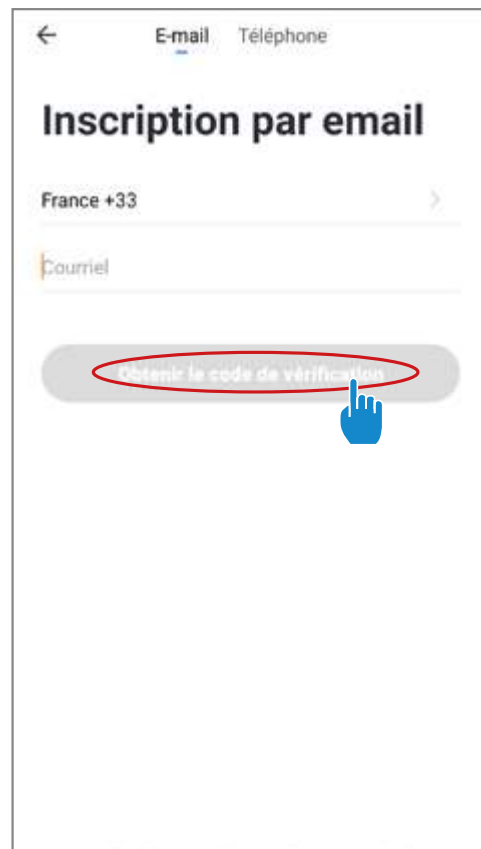 E-mail Téléphone
Inscription par email
France +33
Courriel
Obtenir le code de vérification